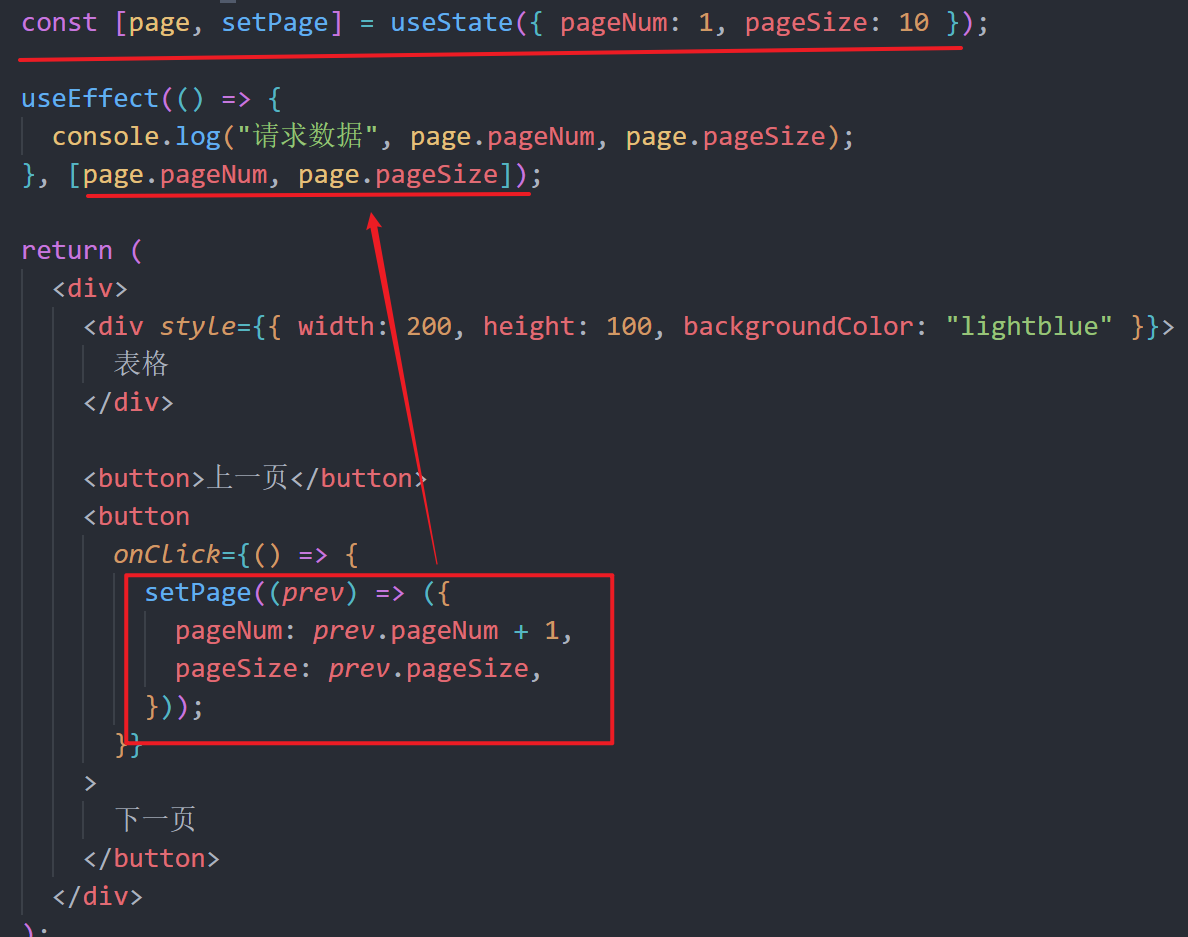 const [page, setPage] = useState({ pageNum: 1, pageSize: 10 });
useEffect(() => {
console.log("请求数据", page.pageNum, page.pageSize);
}, [page.pageNum, page.pageSize]);
return (
<div>
<div style={{ width: 200, height: 100, backgroundColor: "lightblue" }}>
表格
</div>
<button>上一页</button>
<button
onClick={() => {
setPage((prev) => ({
pageNum: prev.pageNum + 1,
pageSize: prev.pageSize,
}));
}}
>
下一页
</button>
</div>
);